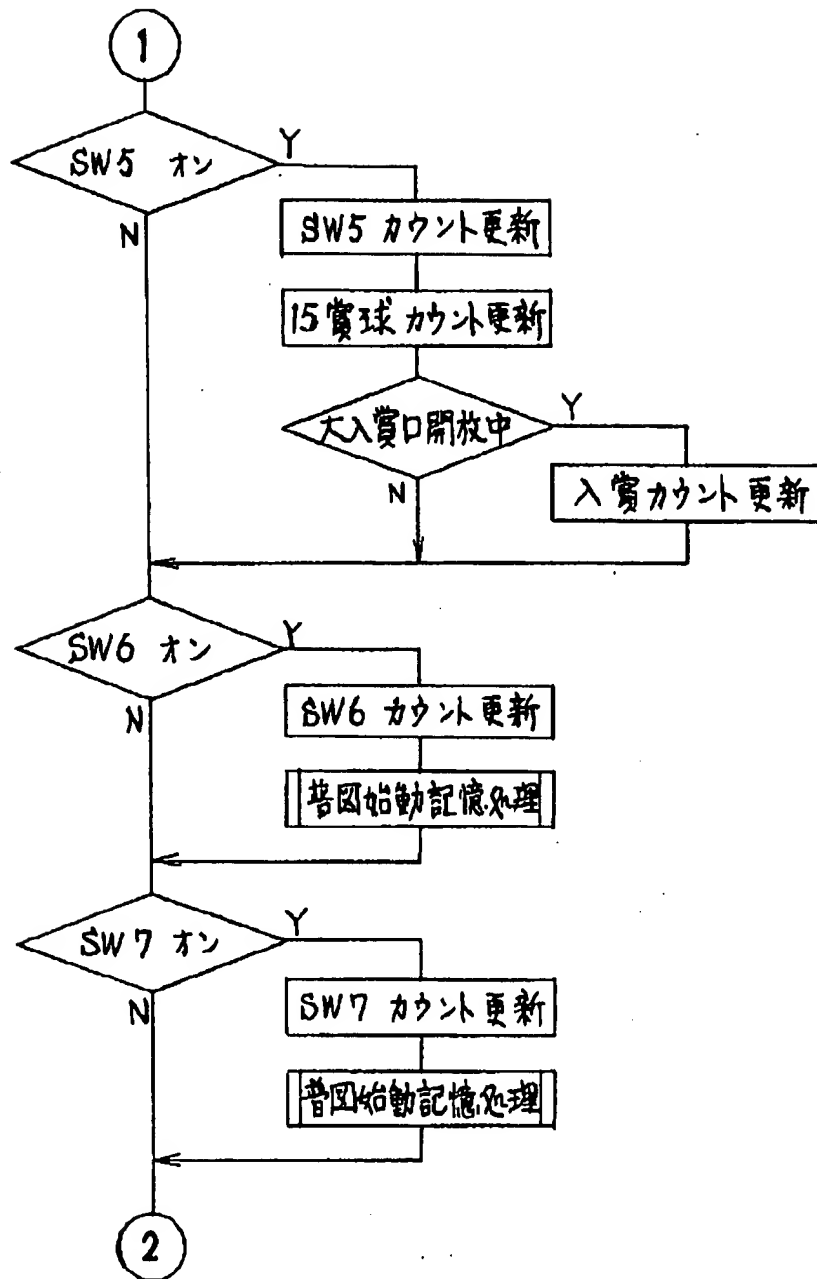 1
SW5 オン
Y
N
SW5 カウント更新
15賞球カウント更新
大入賞口開放中
Y
N
入賞カウント更新
SW6 オン
Y
N
SW6 カウント更新
普図始動記憶処理
SW7 オン
Y
N
SW7 カウント更新
普図始動記憶処理
2